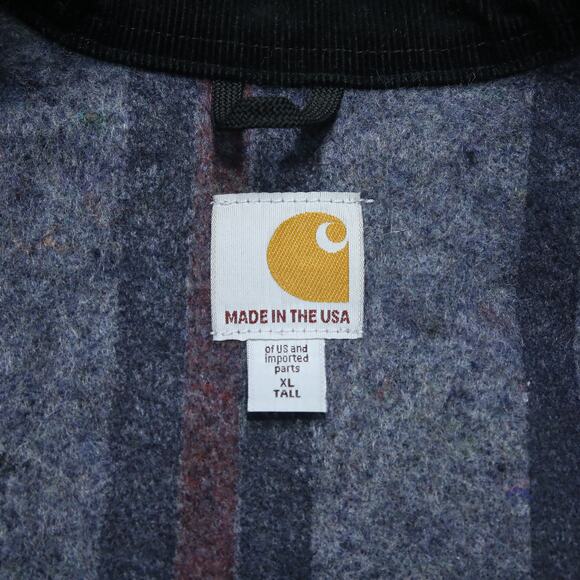 MADE IN THE USA
of US and
imported
parts
XL
TALL